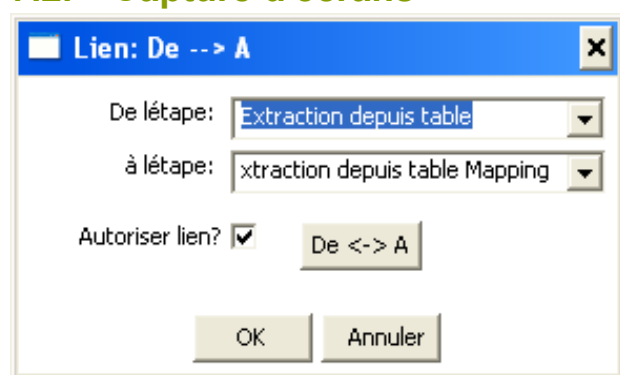 Lien: De --> A
De létape: Extraction depuis table
à létape: xtraction depuis table Mapping
Autoriser lien? De <-> A
OK Annuler